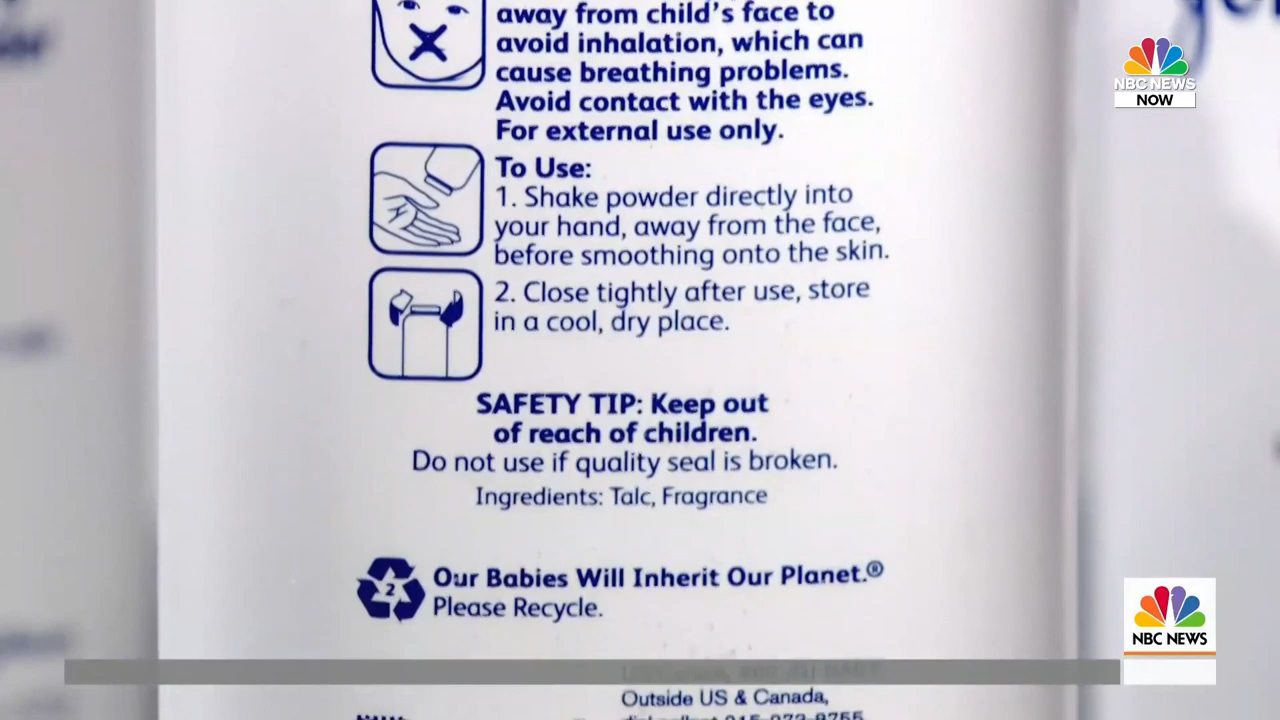 away from child's face to
avoid inhalation, which can
cause breathing problems.
Avoid contact with the eyes.
For external use only.
To Use:
1. Shake powder directly into
your hand, away from the face,
before smoothing onto the skin.
2. Close tightly after use, store
in a cool, dry place.
SAFETY TIP: Keep out
of reach of children.
Do not use if quality seal is broken.
Ingredients: Talc, Fragrance
2
Our Babies Will Inherit Our Planet.®
Please Recycle.
Outside US & Canada,
NBC NEWS
NOW
NBC NEWS